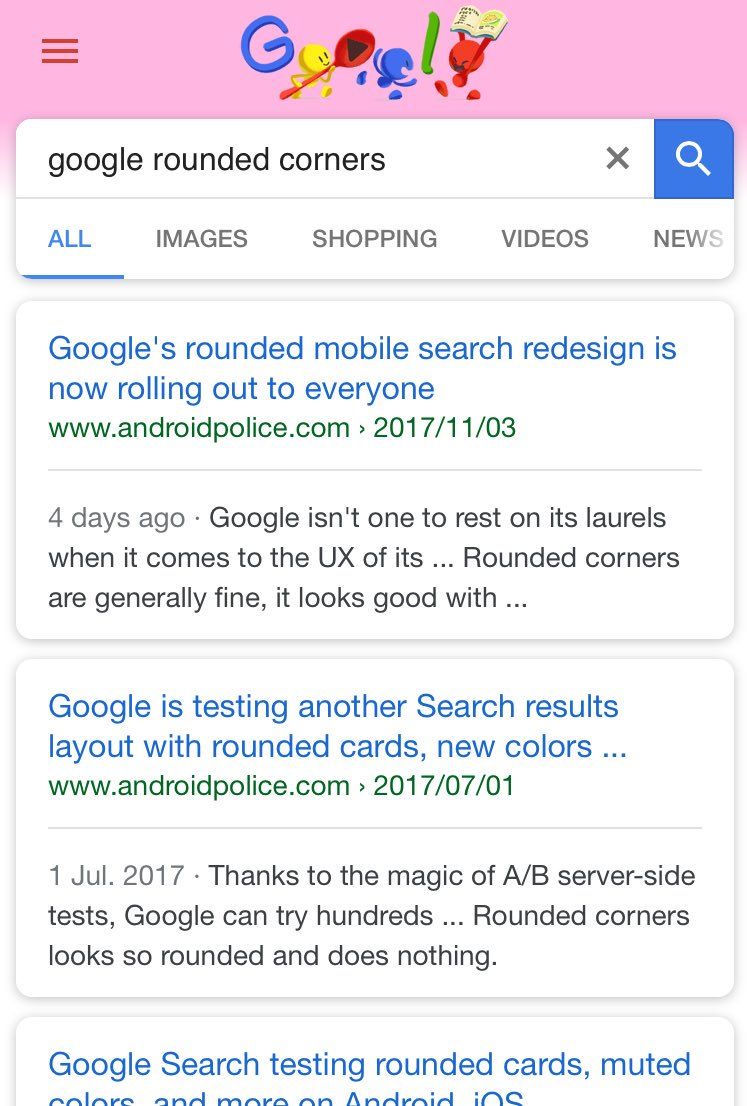 Google
google rounded corners
ALL IMAGES SHOPPING VIDEOS NEWS
Google's rounded mobile search redesign is
now rolling out to everyone
www.androidpolice.com › 2017/11/03
4 days ago · Google isn't one to rest on its laurels
when it comes to the UX of its ... Rounded corners
are generally fine, it looks good with ...
Google is testing another Search results
layout with rounded cards, new colors ...
www.androidpolice.com › 2017/07/01
1 Jul. 2017 · Thanks to the magic of A/B server-side
tests, Google can try hundreds ... Rounded corners
looks so rounded and does nothing.
Google Search testing rounded cards, muted
colors, and more on Android, iOS